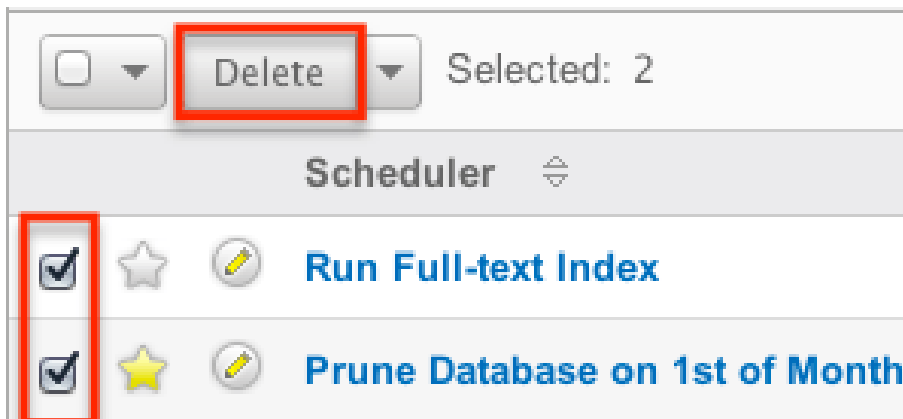 Delete Selected: 2
Scheduler
Run Full-text Index
Prune Database on 1st of Month